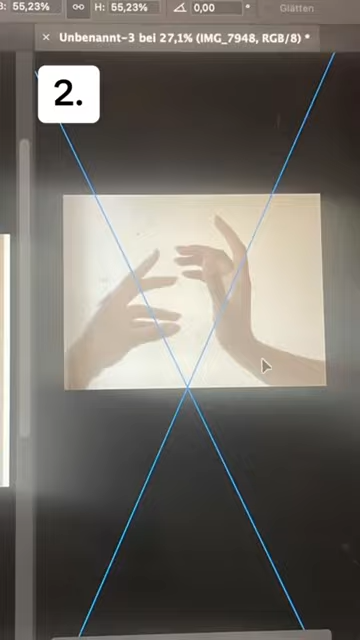 B: 55,23% H: 55,23% 0,00 ° Glätten
× Unbenannt-3 bei 27,1% (IMG_7948, RGB/8) *
2.